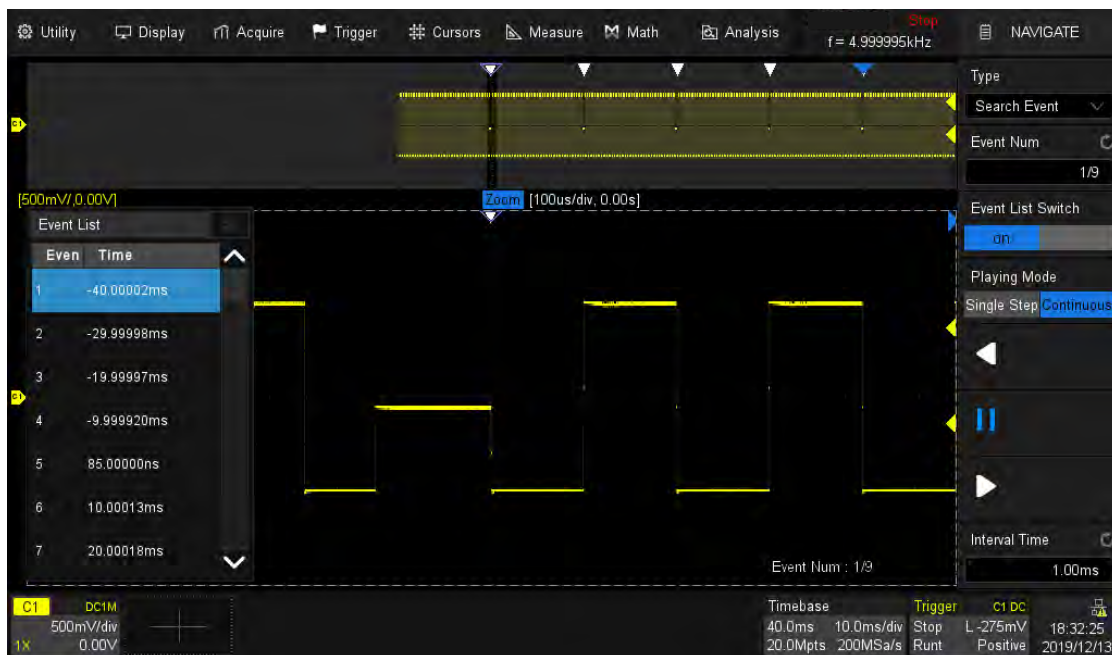 Utility Display Acquire Trigger Cursors Measure Math Analysis
Stop
f = 4.999995kHz
NAVIGATE
Type
Search Event
Event Num
1/9
Event List Switch
on
Playing Mode
Single Step Continuous
Interval Time
1.00ms
C1
[500mV/,0.00V]
Zoom [100us/div, 0.00s]
Event List
Even Time
1 -40.00002ms
2 -29.99998ms
3 -19.99997ms
4 -9.999920ms
5 85.00000ns
6 10.00013ms
7 20.00018ms
C1
Event Num : 1/9
C1 DC1M
500mV/div
1X 0.00V
Timebase
40.0ms 10.0ms/div
20.0Mpts 200MSa/s
Trigger C1 DC
Stop L -275mV
Runt Positive
18:32:25
2019/12/13